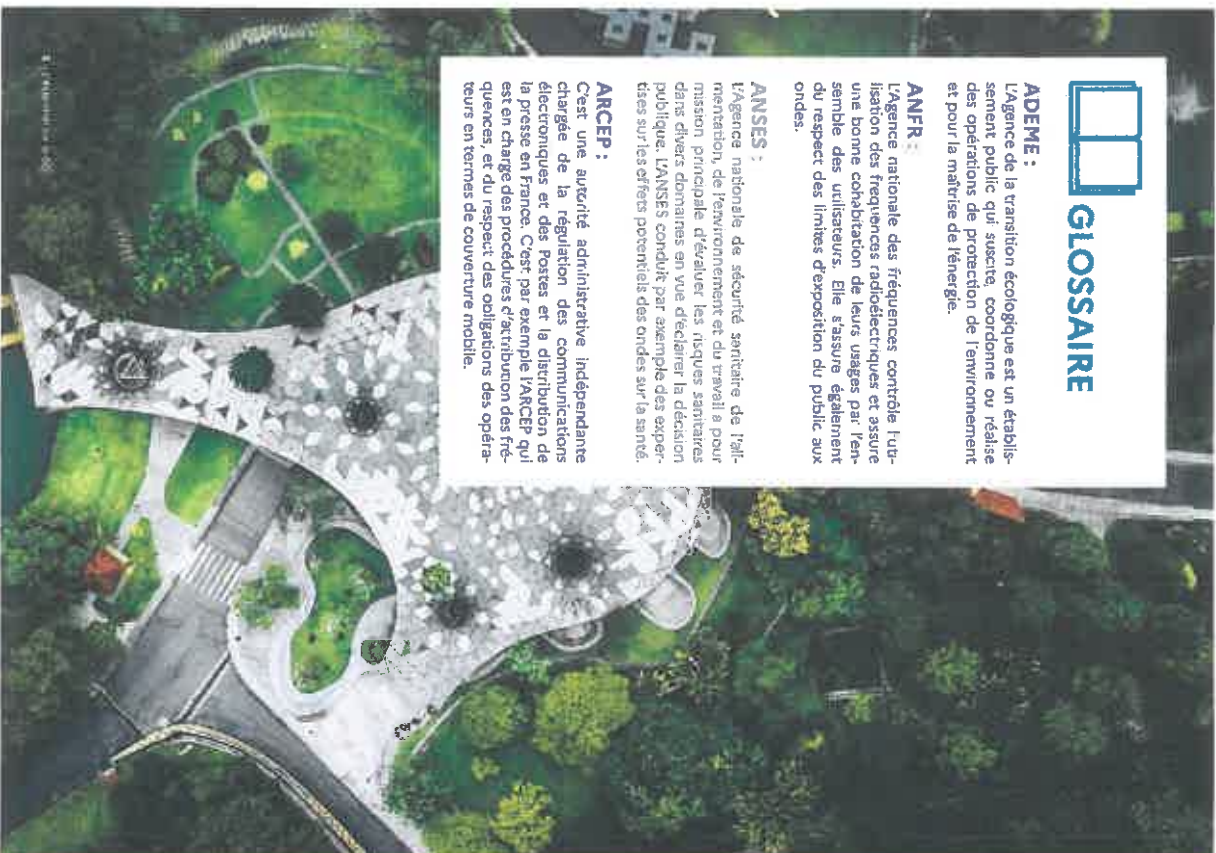 GLOSSAIRE
ADEME :
L'Agence de la transition écologique est un établis-
sement public qui suscite, coordonne ou réalise
des opérations de protection de l'environnement
et pour la maîtrise de l'énergie.
ANFR :
L'Agence nationale des fréquences contrôle l'uti-
lisation des fréquences radioélectriques et assure
une bonne cohabitation de leurs usages par l'en-
semble des utilisateurs. Elle s'assure également
du respect des limites d'exposition du public aux
ondes.
ANSES :
L'Agence nationale de sécurité sanitaire de l'ali-
mentation, de l'environnement et du travail a pour
mission principale d'évaluer les risques sanitaires
dans divers domaines en vue d'éclairer la décision
publique. L'ANSES conduit par exemple des exper-
tises sur les effets potentiels des ondes sur la santé.
ARCEP :
C'est une autorité administrative indépendante
chargée de la régulation des communications
électroniques et des Postes et la distribution de
la presse en France. C'est par exemple l'ARCEP qui
est en charge des procédures d'attribution des fré-
quences, et du respect des obligations des opéra-
teurs en termes de couverture mobile.